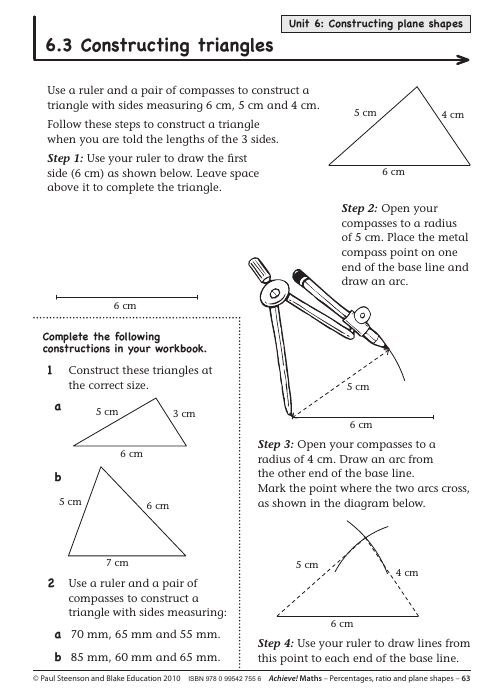 Unit 6: Constructing plane shapes
6.3 Constructing triangles
Use a ruler and a pair of compasses to construct a
triangle with sides measuring 6 cm, 5 cm and 4 cm.
Follow these steps to construct a triangle
when you are told the lengths of the 3 sides.
Step 1: Use your ruler to draw the first
side (6 cm) as shown below. Leave space
above it to complete the triangle.
5 cm
4 cm
6 cm
Step 2: Open your
compasses to a radius
of 5 cm. Place the metal
compass point on one
end of the base line and
draw an arc.
6 cm
5 cm
6 cm
Complete the following
constructions in your workbook.
1 Construct these triangles at
the correct size.
a
5 cm
3 cm
6 cm
b
5 cm
6 cm
7 cm
2 Use a ruler and a pair of
compasses to construct a
triangle with sides measuring:
a 70 mm, 65 mm and 55 mm.
b 85 mm, 60 mm and 65 mm.
Step 3: Open your compasses to a
radius of 4 cm. Draw an arc from
the other end of the base line.
Mark the point where the two arcs cross,
as shown in the diagram below.
5 cm
4 cm
6 cm
Step 4: Use your ruler to draw lines from
this point to each end of the base line.
© Paul Steenson and Blake Education 2010 ISBN 978 0 99542 755 6 Achieve! Maths – Percentages, ratio and plane shapes – 63